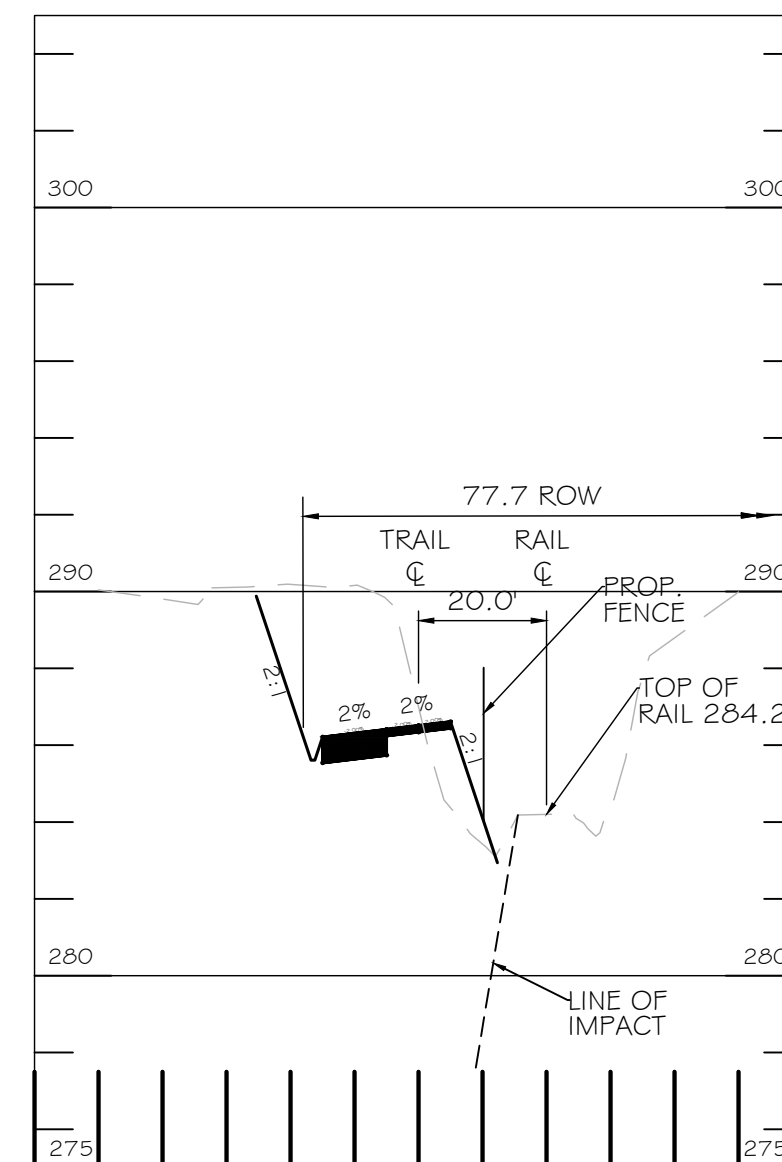 300 300
77.7 ROW
TRAIL RAIL
℄ ℄
290 290
20.0'
PROP.
FENCE
2:1
TOP OF
RAIL 284.2
2% 2%
2:1
280 280
LINE OF
IMPACT
275 275